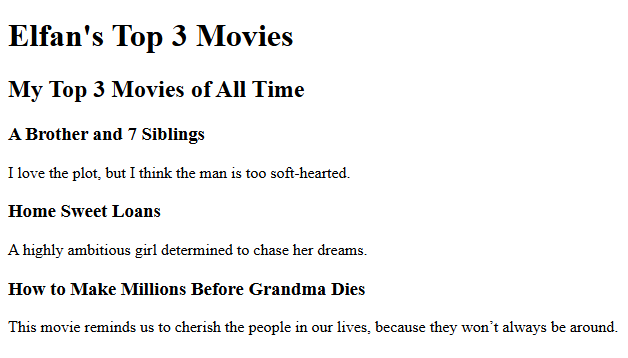 Elfan's Top 3 Movies
My Top 3 Movies of All Time
A Brother and 7 Siblings
I love the plot, but I think the man is too soft-hearted.
Home Sweet Loans
A highly ambitious girl determined to chase her dreams.
How to Make Millions Before Grandma Dies
This movie reminds us to cherish the people in our lives, because they won’t always be around.